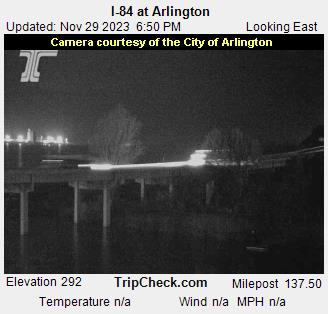 I-84 at Arlington
Updated: Nov 29 2023 6:50 PM Looking East
Camera courtesy of the City of Arlington
Elevation 292 TripCheck.com Milepost 137.50
Temperature n/a Wind n/a MPH n/a